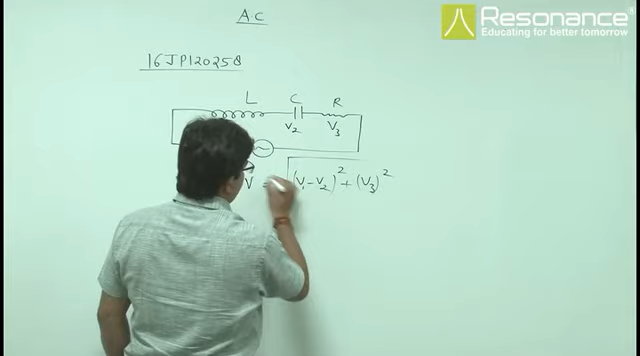 AC
Resonance
Educating for better tomorrow
16JP120258
L C R
V2 V3
V = √(V1 - V2)² + (V3)²